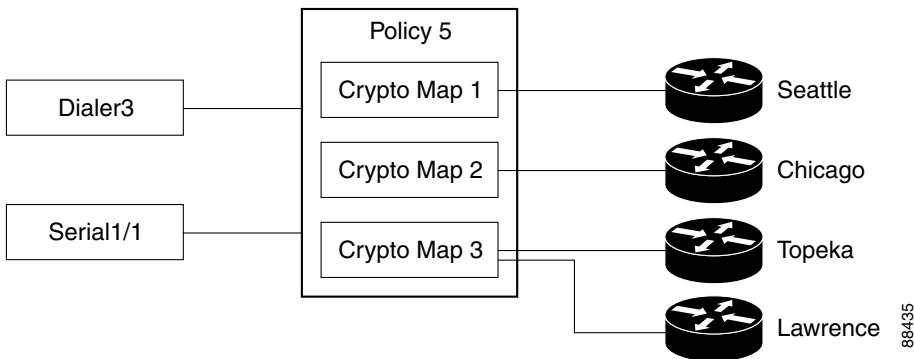 Policy 5
Dialer3
Serial1/1
Crypto Map 1
Crypto Map 2
Crypto Map 3
Seattle
Chicago
Topeka
Lawrence
88435